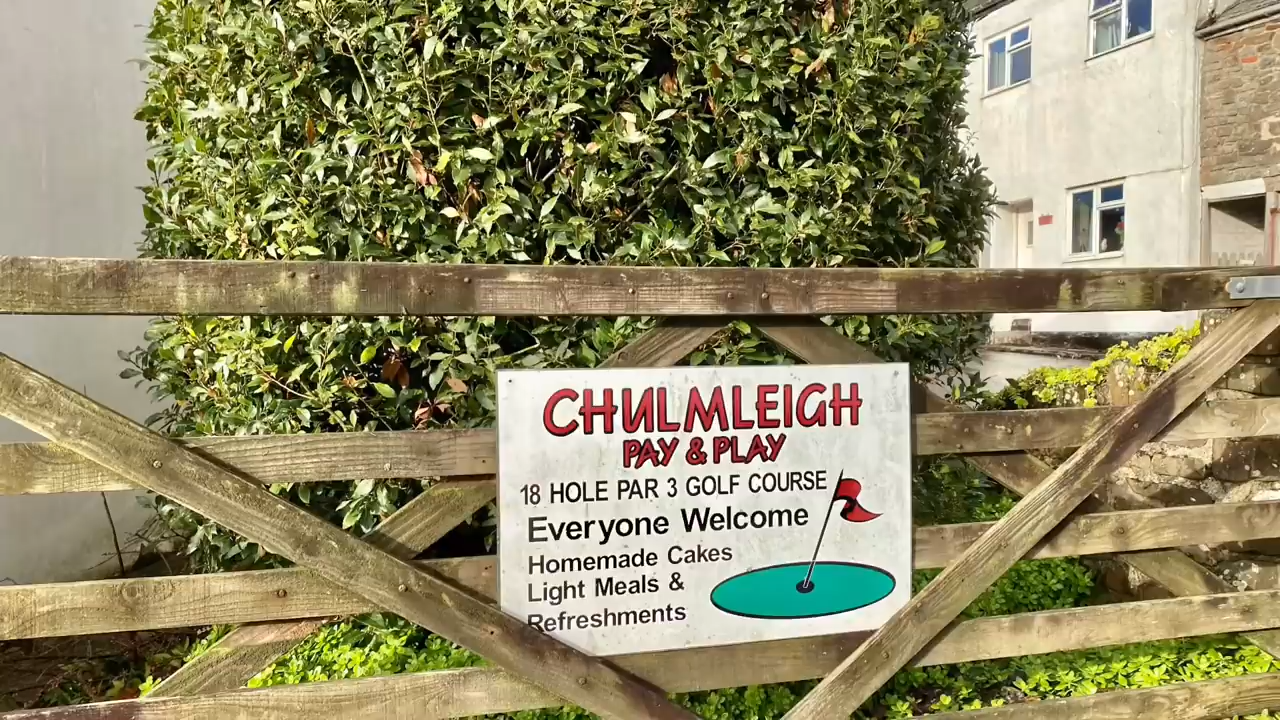 CHULMLEIGH
PAY & PLAY
18 HOLE PAR 3 GOLF COURSE
Everyone Welcome
Homemade Cakes
Light Meals &
Refreshments